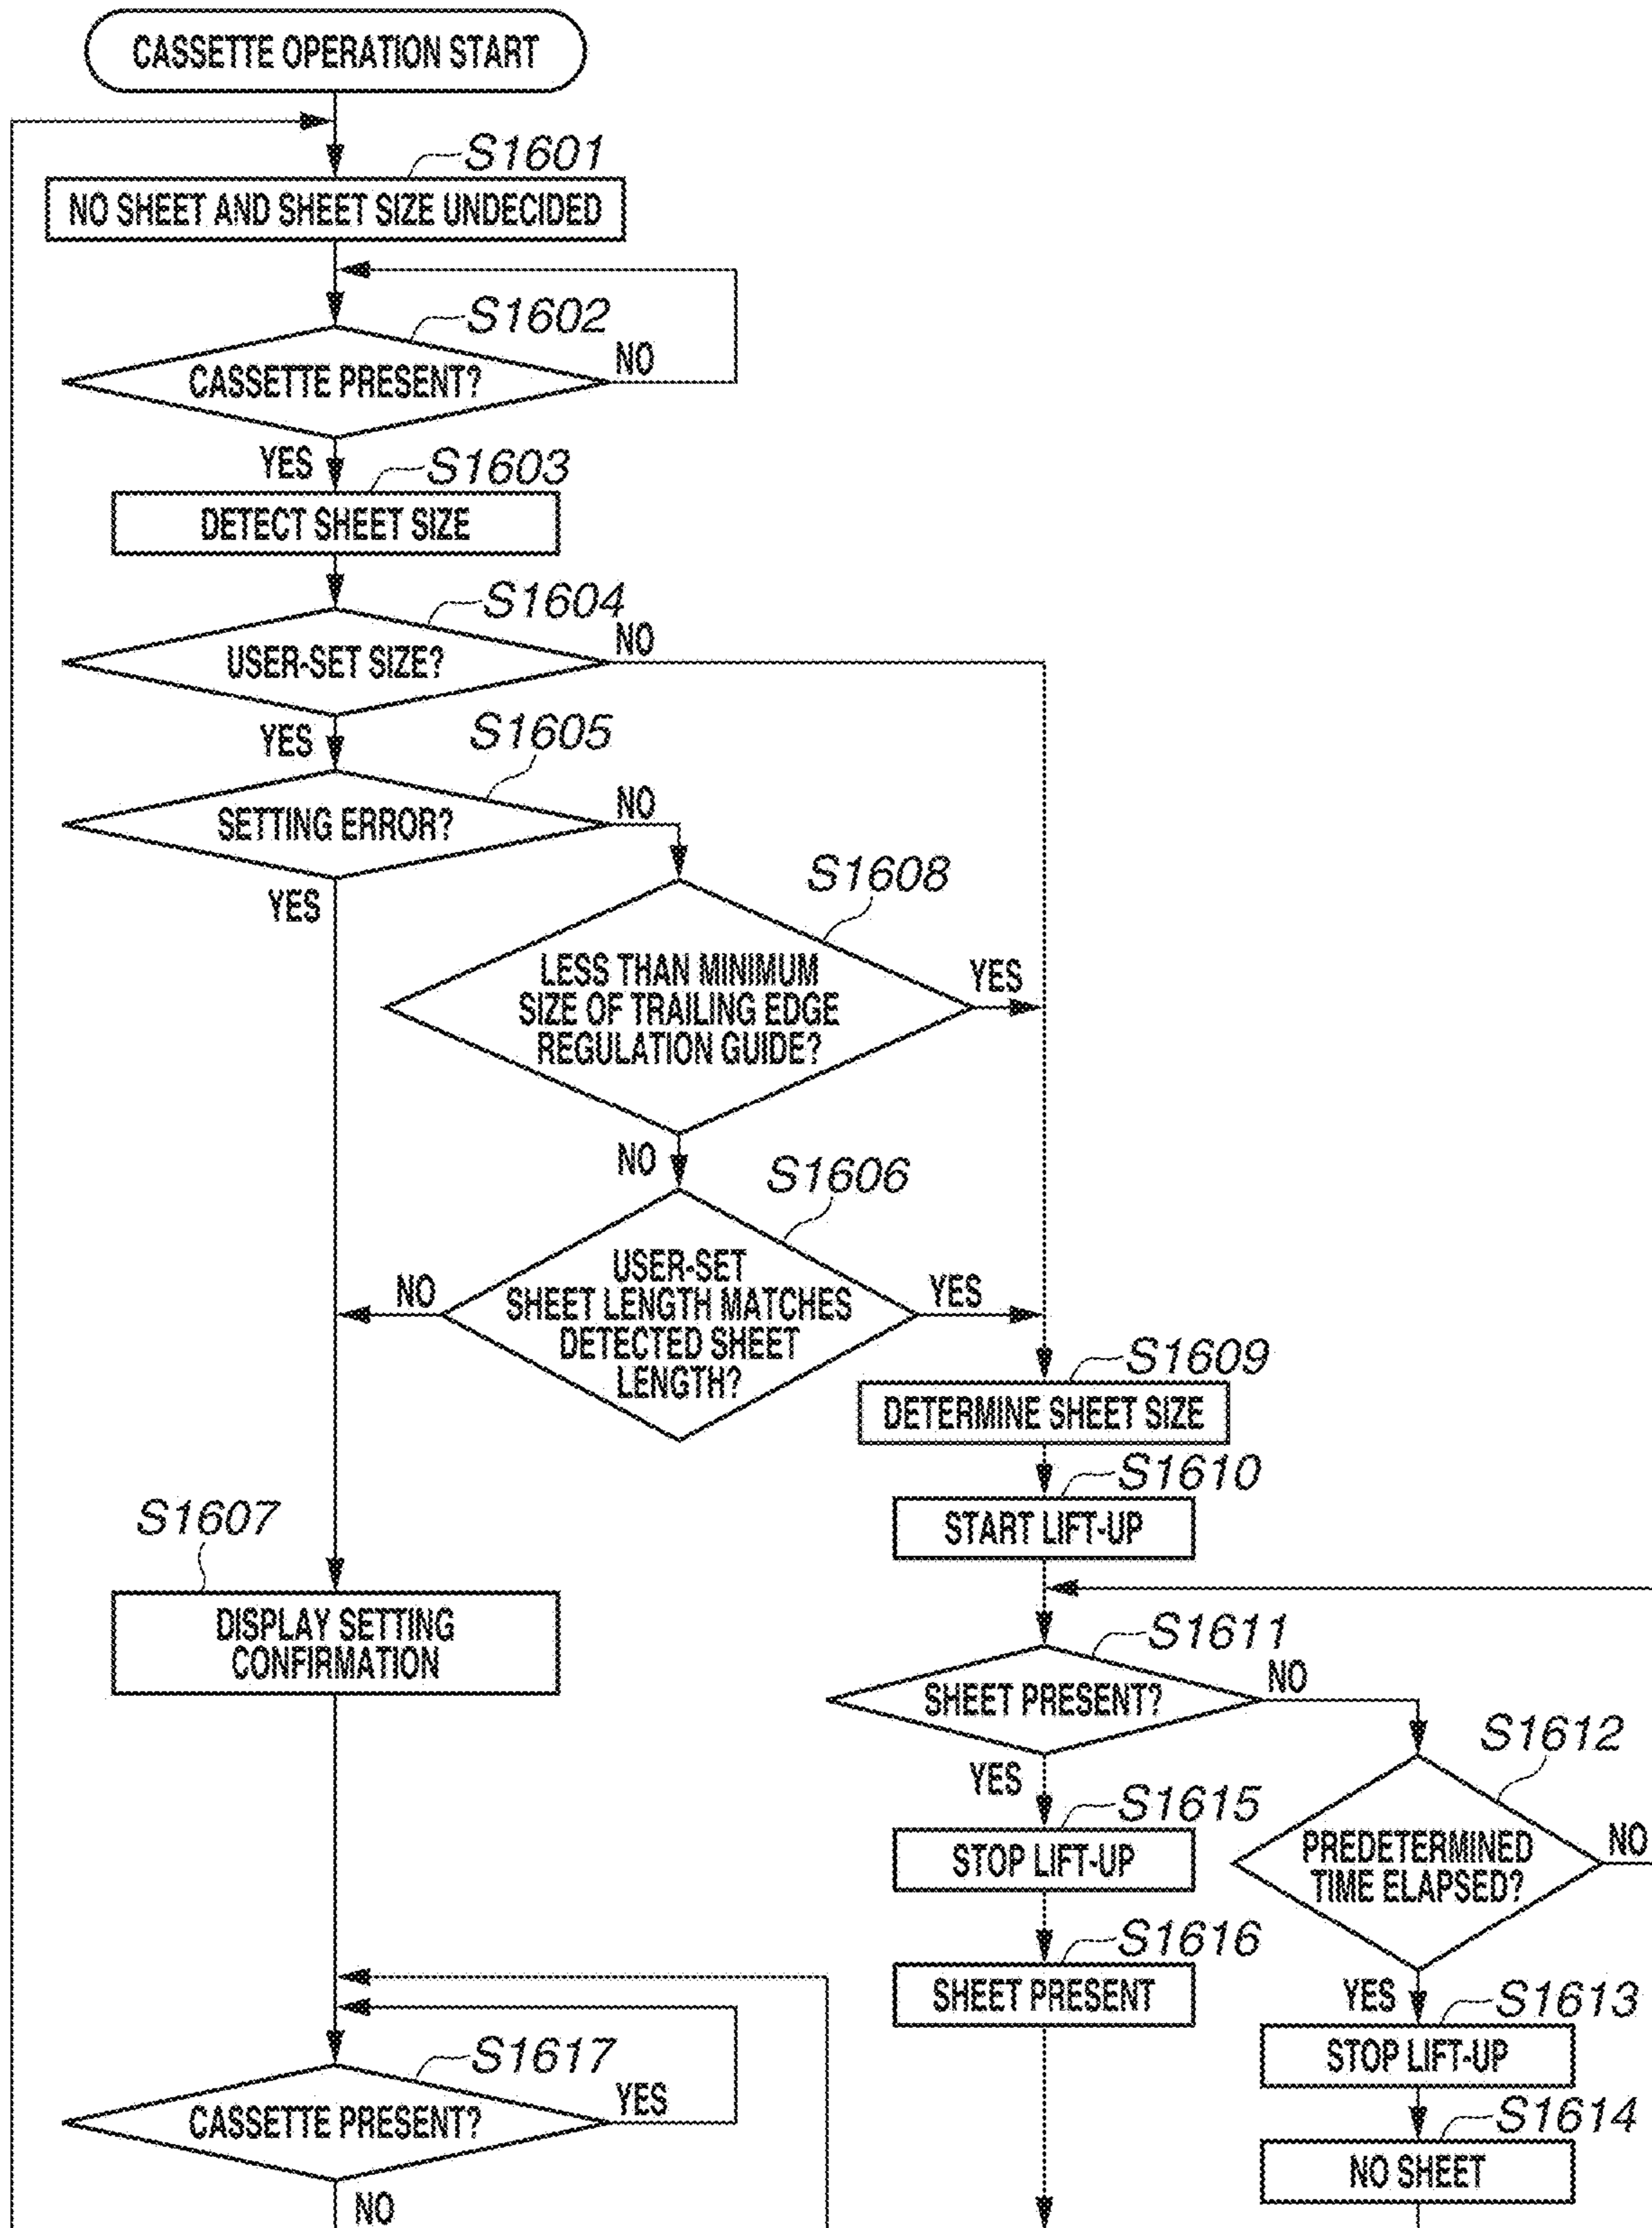 CASSETTE OPERATION START
S1601
NO SHEET AND SHEET SIZE UNDECIDED
S1602
CASSETTE PRESENT?
NO
YES
S1603
DETECT SHEET SIZE
S1604
USER-SET SIZE?
NO
YES
S1605
SETTING ERROR?
NO
YES
S1608
LESS THAN MINIMUM
SIZE OF TRAILING EDGE
REGULATION GUIDE?
YES
NO
S1606
USER-SET
SHEET LENGTH MATCHES
DETECTED SHEET
LENGTH?
NO
YES
S1609
DETERMINE SHEET SIZE
S1610
START LIFT-UP
S1607
DISPLAY SETTING
CONFIRMATION
S1611
SHEET PRESENT?
NO
YES
S1612
PREDETERMINED
TIME ELAPSED?
NO
YES
S1615
STOP LIFT-UP
S1616
SHEET PRESENT
S1613
STOP LIFT-UP
S1614
NO SHEET
S1617
CASSETTE PRESENT?
YES
NO